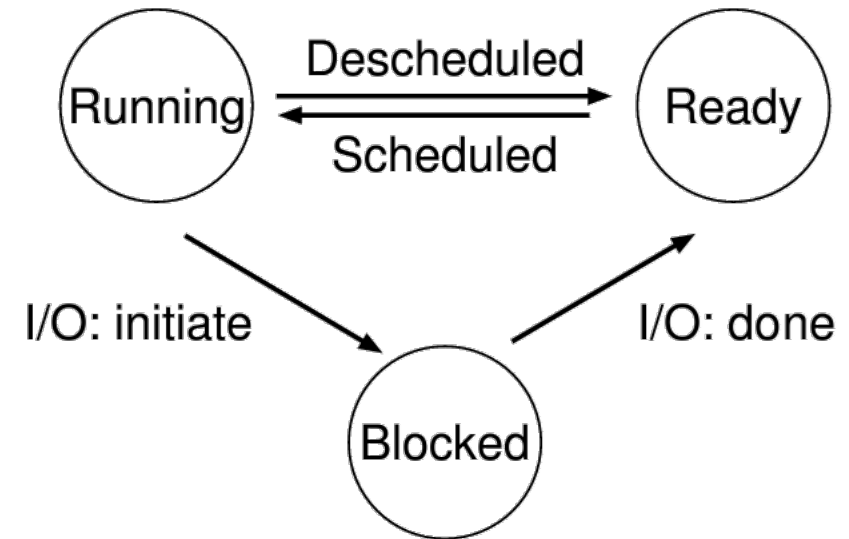 Descheduled
Running
Ready
Scheduled
I/O: initiate
I/O: done
Blocked